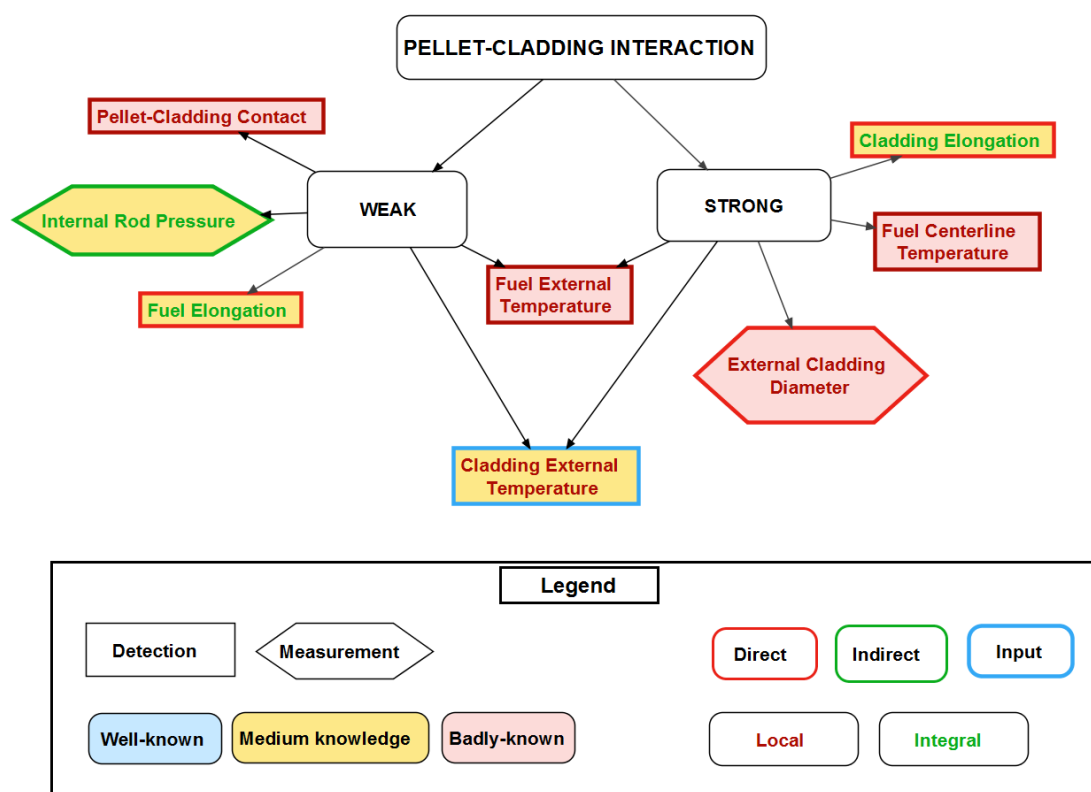 PELLET-CLADDING INTERACTION
Pellet-Cladding Contact
Cladding Elongation
Internal Rod Pressure
WEAK
STRONG
Fuel Centerline
Temperature
Fuel External
Temperature
Fuel Elongation
External Cladding
Diameter
Cladding External
Temperature
Legend
Detection
Measurement
Direct
Indirect
Input
Well-known
Medium knowledge
Badly-known
Local
Integral